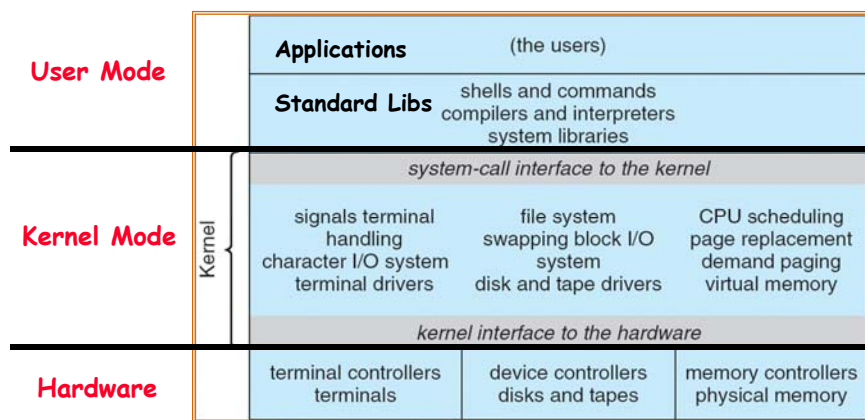 User Mode
Applications (the users)
Standard Libs
shells and commands
compilers and interpreters
system libraries
Kernel Mode
Kernel
system-call interface to the kernel
signals terminal
handling
character I/O system
terminal drivers
file system
swapping block I/O
system
disk and tape drivers
CPU scheduling
page replacement
demand paging
virtual memory
kernel interface to the hardware
Hardware
terminal controllers
terminals
device controllers
disks and tapes
memory controllers
physical memory